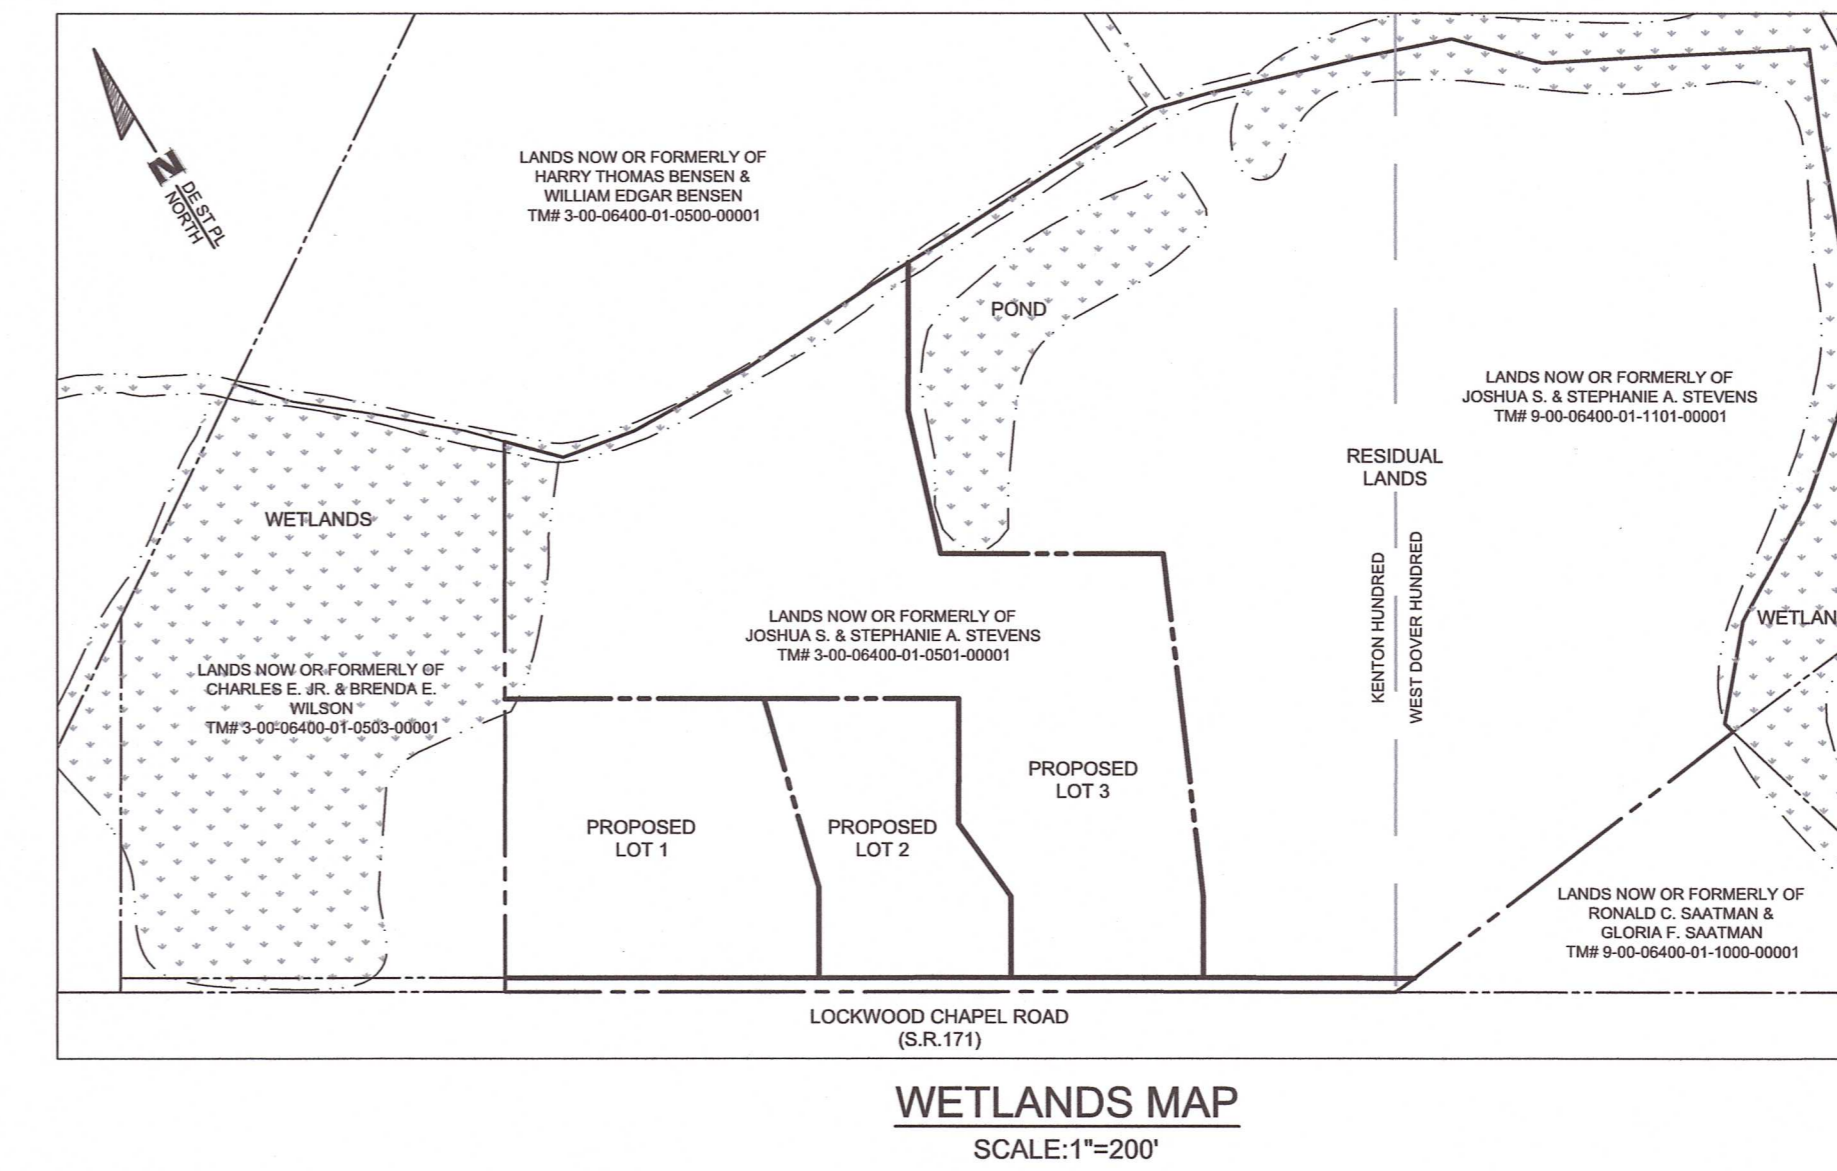 N
DE ST PL
NORTH
LANDS NOW OR FORMERLY OF
HARRY THOMAS BENSEN &
WILLIAM EDGAR BENSEN
TM# 3-00-06400-01-0500-00001
POND
LANDS NOW OR FORMERLY OF
JOSHUA S. & STEPHANIE A. STEVENS
TM# 9-00-06400-01-1101-00001
RESIDUAL
LANDS
WETLANDS
KENTON HUNDRED
WEST DOVER HUNDRED
LANDS NOW OR FORMERLY OF
JOSHUA S. & STEPHANIE A. STEVENS
TM# 3-00-06400-01-0501-00001
WETLAN
LANDS NOW OR FORMERLY OF
CHARLES E. JR. & BRENDA E.
WILSON
TM# 3-00-06400-01-0503-00001
PROPOSED
LOT 3
PROPOSED
LOT 1
PROPOSED
LOT 2
LANDS NOW OR FORMERLY OF
RONALD C. SAATMAN &
GLORIA F. SAATMAN
TM# 9-00-06400-01-1000-00001
LOCKWOOD CHAPEL ROAD
(S.R.171)
WETLANDS MAP
SCALE:1"=200'